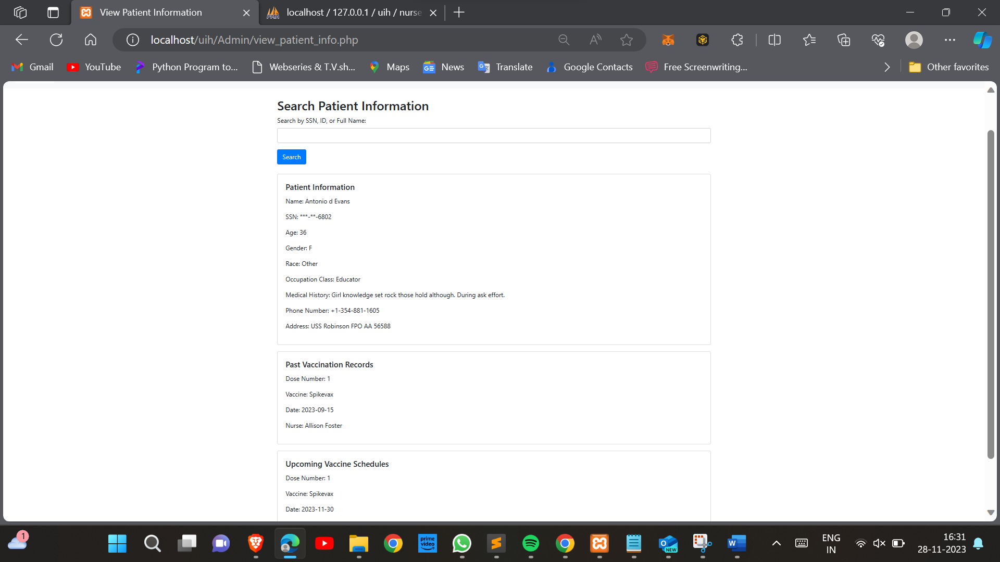 View Patient Information
localhost / 127.0.0.1 / uih / nurse
localhost/uih/Admin/view_patient_info.php
Gmail
YouTube
Python Program to...
Webseries & T.V.sh...
Maps
News
Translate
Google Contacts
Free Screenwriting...
Other favorites
Search Patient Information
Search by SSN, ID, or Full Name:
Search
Patient Information
Name: Antonio d Evans
SSN: ***-**-6802
Age: 36
Gender: F
Race: Other
Occupation Class: Educator
Medical History: Girl knowledge set rock those hold although. During ask effort.
Phone Number: +1-354-881-1605
Address: USS Robinson FPO AA 56588
Past Vaccination Records
Dose Number: 1
Vaccine: Spikevax
Date: 2023-09-15
Nurse: Allison Foster
Upcoming Vaccine Schedules
Dose Number: 1
Vaccine: Spikevax
Date: 2023-11-30
1
prime video
NEW
ENG
IN
16:31
28-11-2023